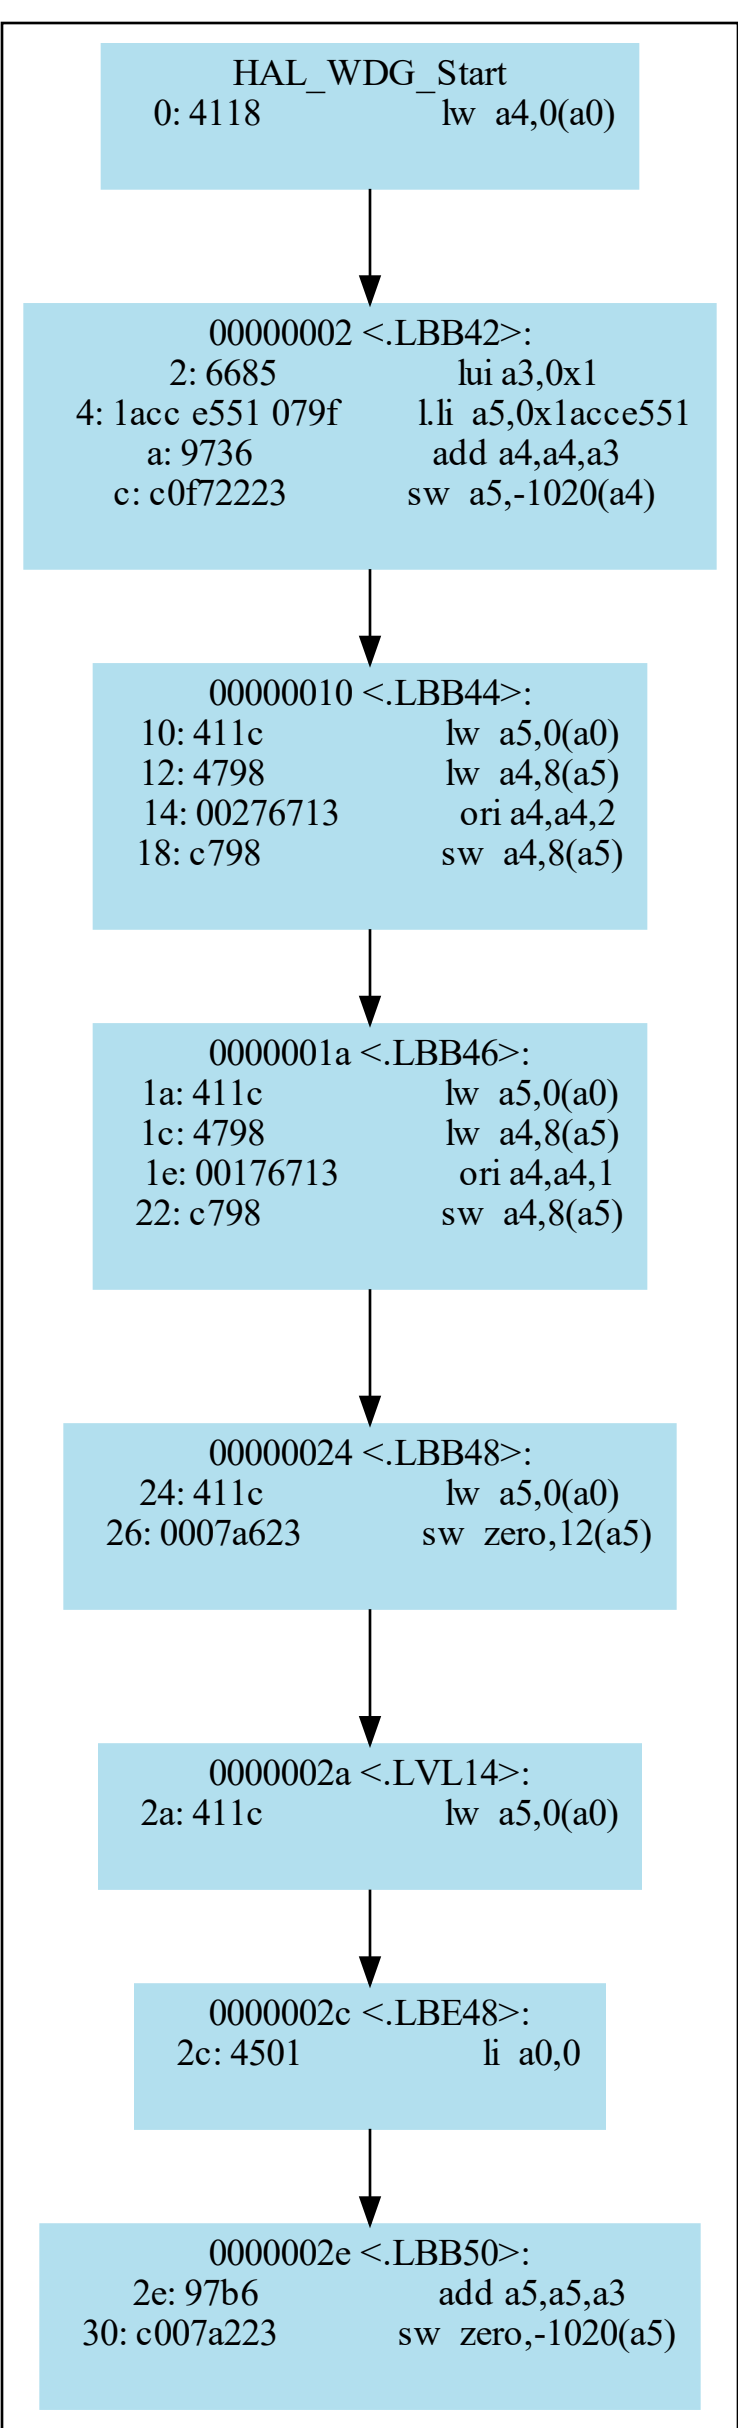 HAL_WDG_Start
0: 4118 lw a4,0(a0)
00000002 <.LBB42>:
2: 6685 lui a3,0x1
4: 1acc e551 079f l.li a5,0x1acce551
a: 9736 add a4,a4,a3
c: c0f72223 sw a5,-1020(a4)
00000010 <.LBB44>:
10: 411c lw a5,0(a0)
12: 4798 lw a4,8(a5)
14: 00276713 ori a4,a4,2
18: c798 sw a4,8(a5)
0000001a <.LBB46>:
1a: 411c lw a5,0(a0)
1c: 4798 lw a4,8(a5)
1e: 00176713 ori a4,a4,1
22: c798 sw a4,8(a5)
00000024 <.LBB48>:
24: 411c lw a5,0(a0)
26: 0007a623 sw zero,12(a5)
0000002a <.LVL14>:
2a: 411c lw a5,0(a0)
0000002c <.LBE48>:
2c: 4501 li a0,0
0000002e <.LBB50>:
2e: 97b6 add a5,a5,a3
30: c007a223 sw zero,-1020(a5)